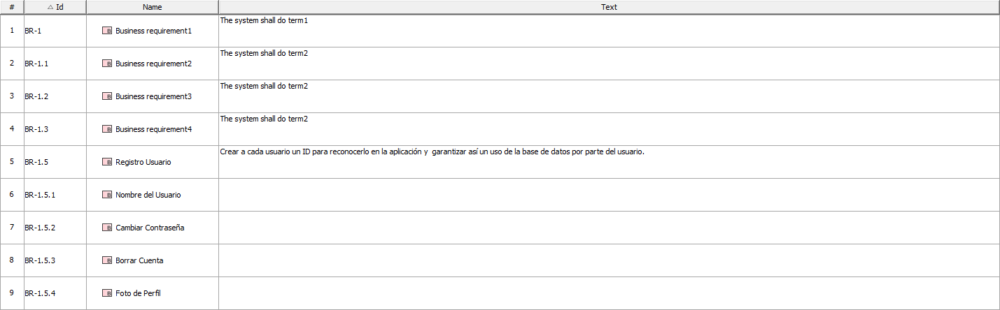 # △ Id Name Text
1 BR-1 B Business requirement1 The system shall do term1
2 BR-1.1 B Business requirement2 The system shall do term2
3 BR-1.2 B Business requirement3 The system shall do term2
4 BR-1.3 B Business requirement4 The system shall do term2
5 BR-1.5 B Registro Usuario Crear a cada usuario un ID para reconocerlo en la aplicación y  garantizar así un uso de la base de datos por parte del usuario.
6 BR-1.5.1 B Nombre del Usuario
7 BR-1.5.2 B Cambiar Contraseña
8 BR-1.5.3 B Borrar Cuenta
9 BR-1.5.4 B Foto de Perfil